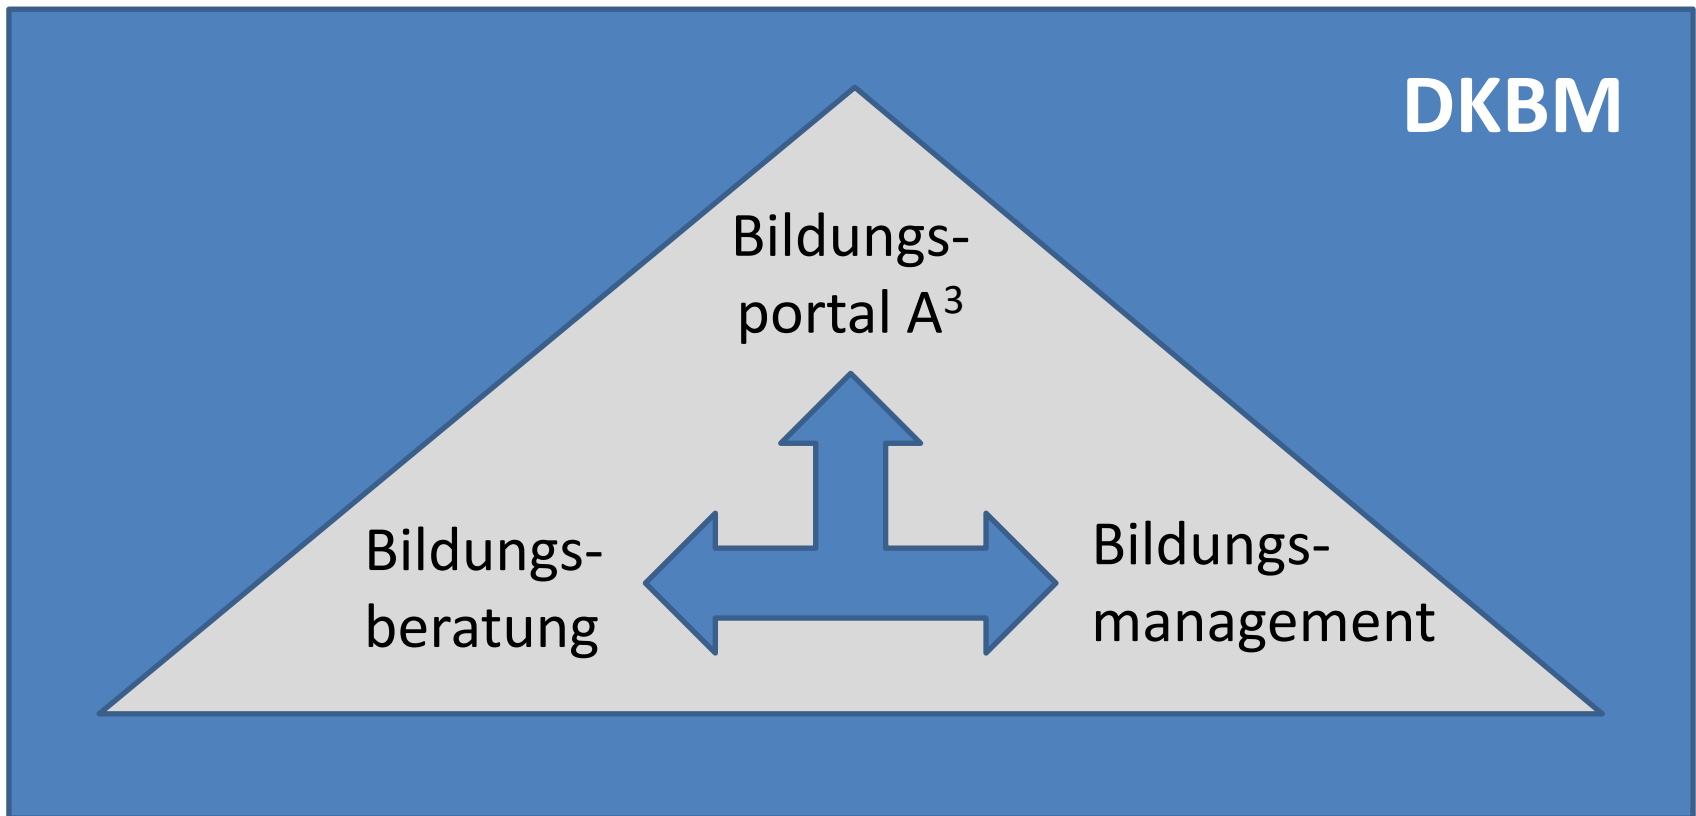 DKBM
Bildungs-
portal A³
Bildungs-
beratung
Bildungs-
management